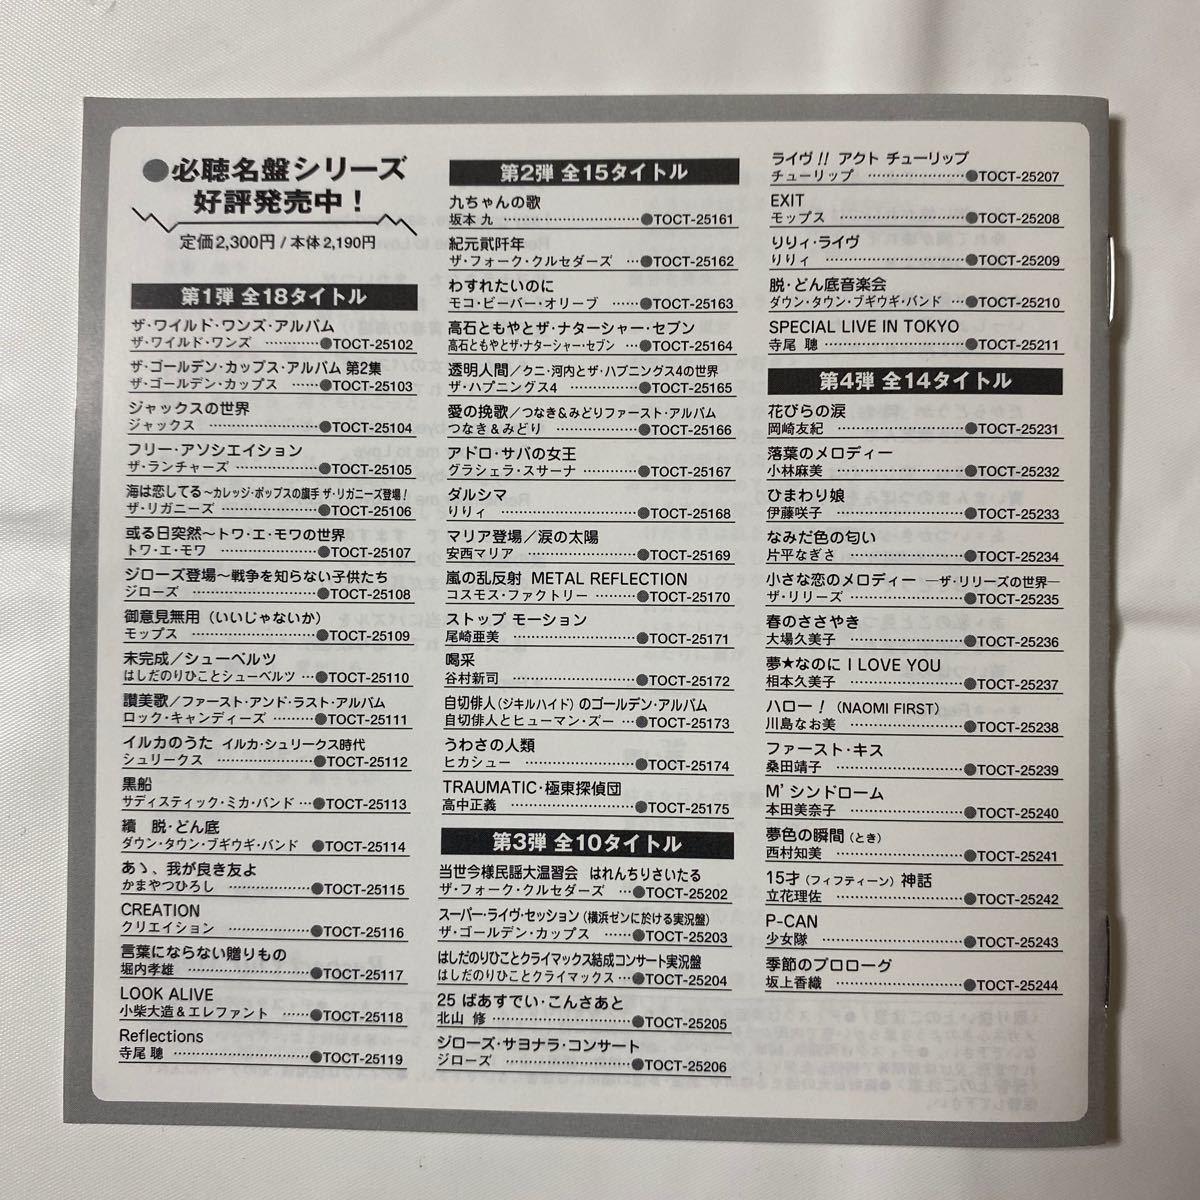 ●必聴名盤シリーズ
好評発売中！
定価2,300円/本体2,190円
第1弾 全18タイトル
ザ・ワイルド・ワンズ・アルバム
ザ・ワイルド・ワンズ …………●TOCT-25102
ザ・ゴールデン・カップス・アルバム 第2集
ザ・ゴールデン・カップス ………●TOCT-25103
ジャックスの世界
ジャックス ……………………●TOCT-25104
フリー・アソシエイション
ザ・ランチャーズ ………………●TOCT-25105
海は恋してる〜カレッジ・ポップスの旗手 ザ・リガニーズ登場！
ザ・リガニーズ …………………●TOCT-25106
或る日突然〜トワ・エ・モワの世界
トワ・エ・モワ …………………●TOCT-25107
ジローズ登場〜戦争を知らない子供たち
ジローズ ………………………●TOCT-25108
御意見無用（いいじゃないか）
モップス ………………………●TOCT-25109
未完成／シューベルツ
はしだのりひことシューベルツ …●TOCT-25110
讃美歌／ファースト・アンド・ラスト・アルバム
ロック・キャンディーズ …………●TOCT-25111
イルカのうた イルカ・シュリークス時代
シュリークス ……………………●TOCT-25112
黒船
サディスティック・ミカ・バンド …●TOCT-25113
續 脱・どん底
ダウン・タウン・ブギウギ・バンド ●TOCT-25114
あゝ、我が良き友よ
かまやつひろし …………………●TOCT-25115
CREATION
クリエイション …………………●TOCT-25116
言葉にならない贈りもの
堀内孝雄 ………………………●TOCT-25117
LOOK ALIVE
小柴大造＆エレファント ………●TOCT-25118
Reflections
寺尾 聰 ………………………●TOCT-25119
第2弾 全15タイトル
九ちゃんの歌
坂本 九 ………………………●TOCT-25161
紀元貮阡年
ザ・フォーク・クルセダーズ …●TOCT-25162
わすれたいのに
モコ・ビーバー・オリーブ ……●TOCT-25163
高石ともやとザ・ナターシャー・セブン
高石ともやとザ・ナターシャー・セブン …●TOCT-25164
透明人間／クニ・河内とザ・ハプニングス4の世界
ザ・ハプニングス4 ……………●TOCT-25165
愛の挽歌／つなき＆みどりファースト・アルバム
つなき＆みどり …………………●TOCT-25166
アドロ・サバの女王
グラシェラ・スサーナ …………●TOCT-25167
ダルシマ
りりィ …………………………●TOCT-25168
マリア登場／涙の太陽
安西マリア ……………………●TOCT-25169
嵐の乱反射 METAL REFLECTION
コスモス・ファクトリー ………●TOCT-25170
ストップ モーション
尾崎亜美 ………………………●TOCT-25171
喝采
谷村新司 ………………………●TOCT-25172
自切俳人（ジキルハイド）のゴールデン・アルバム
自切俳人とヒューマン・ズー …●TOCT-25173
うわさの人類
ヒカシュー ……………………●TOCT-25174
TRAUMATIC・極東探偵団
高中正義 ………………………●TOCT-25175
第3弾 全10タイトル
当世今様民謡大温習会 はれんちりさいたる
ザ・フォーク・クルセダーズ …●TOCT-25202
スーパー・ライヴ・セッション（横浜ゼンに於ける実況盤）
ザ・ゴールデン・カップス ……●TOCT-25203
はしだのりひことクライマックス結成コンサート実況盤
はしだのりひことクライマックス ……●TOCT-25204
25 ばあすでい・こんさあと
北山 修 ………………………●TOCT-25205
ジローズ・サヨナラ・コンサート
ジローズ ………………………●TOCT-25206
ライヴ!! アクト チューリップ
チューリップ …………………●TOCT-25207
EXIT
モップス ………………………●TOCT-25208
りりィ・ライヴ
りりィ …………………………●TOCT-25209
脱・どん底音楽会
ダウン・タウン・ブギウギ・バンド …●TOCT-25210
SPECIAL LIVE IN TOKYO
寺尾 聰 ………………………●TOCT-25211
第4弾 全14タイトル
花びらの涙
岡崎友紀 ………………………●TOCT-25231
落葉のメロディー
小林麻美 ………………………●TOCT-25232
ひまわり娘
伊藤咲子 ………………………●TOCT-25233
なみだ色の匂い
片平なぎさ ……………………●TOCT-25234
小さな恋のメロディー ―ザ・リリーズの世界―
ザ・リリーズ …………………●TOCT-25235
春のささやき
大場久美子 ……………………●TOCT-25236
夢★なのに I LOVE YOU
相本久美子 ……………………●TOCT-25237
ハロー！（NAOMI FIRST）
川島なお美 ……………………●TOCT-25238
ファースト・キス
桑田靖子 ………………………●TOCT-25239
M' シンドローム
本田美奈子 ……………………●TOCT-25240
夢色の瞬間（とき）
西村知美 ………………………●TOCT-25241
15才（フィフティーン）神話
立花理佐 ………………………●TOCT-25242
P-CAN
少女隊 …………………………●TOCT-25243
季節のプロローグ
坂上香織 ………………………●TOCT-25244